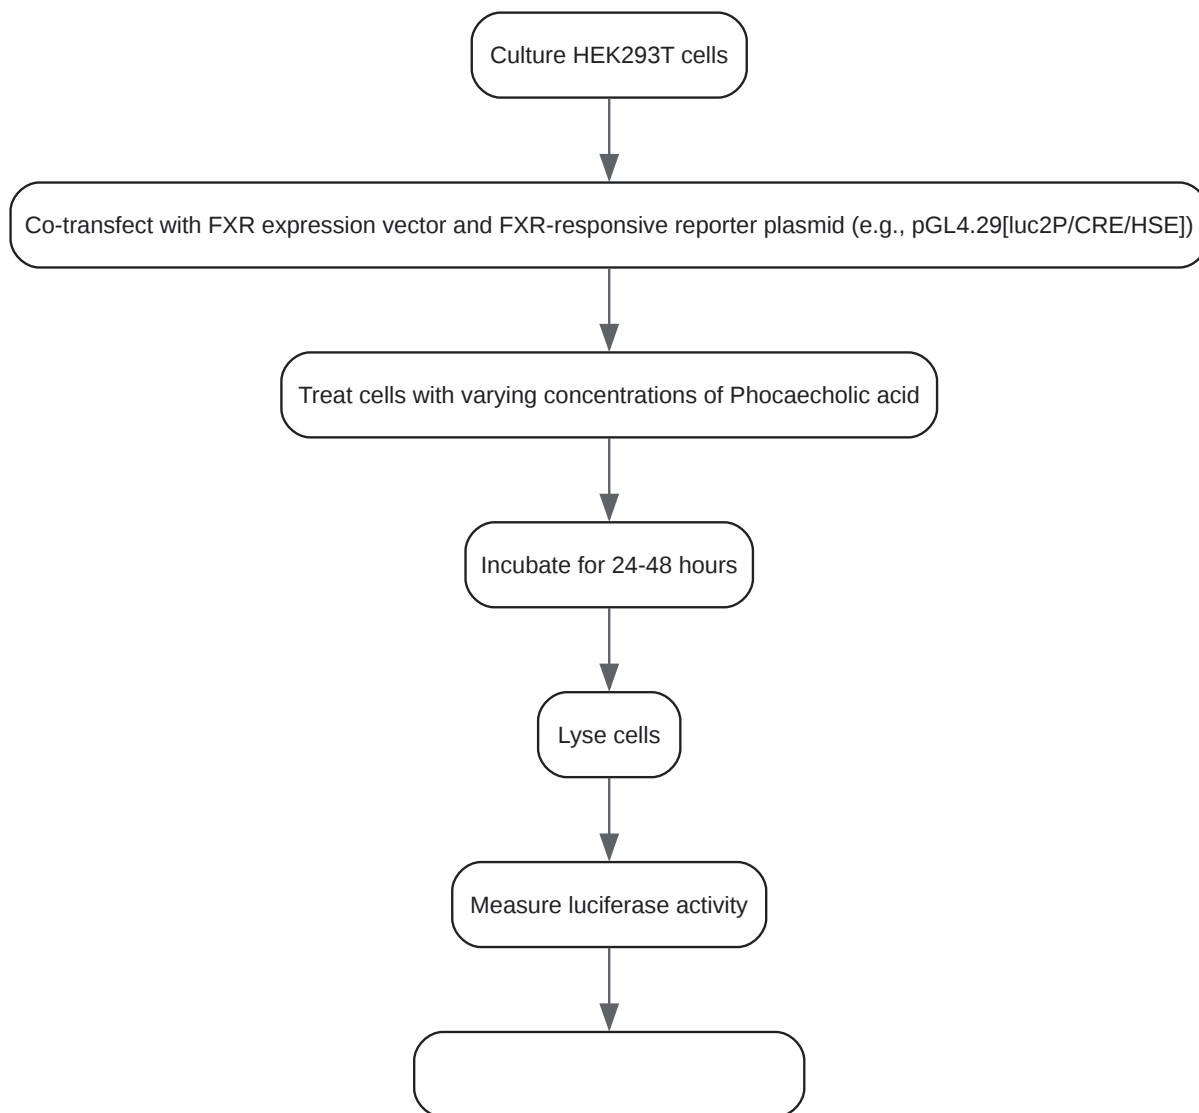 Culture HEK293T cells
Co-transfect with FXR expression vector and FXR-responsive reporter plasmid (e.g., pGL4.29[luc2P/CRE/HSE])
Treat cells with varying concentrations of Phocaecholic acid
Incubate for 24-48 hours
Lyse cells
Measure luciferase activity